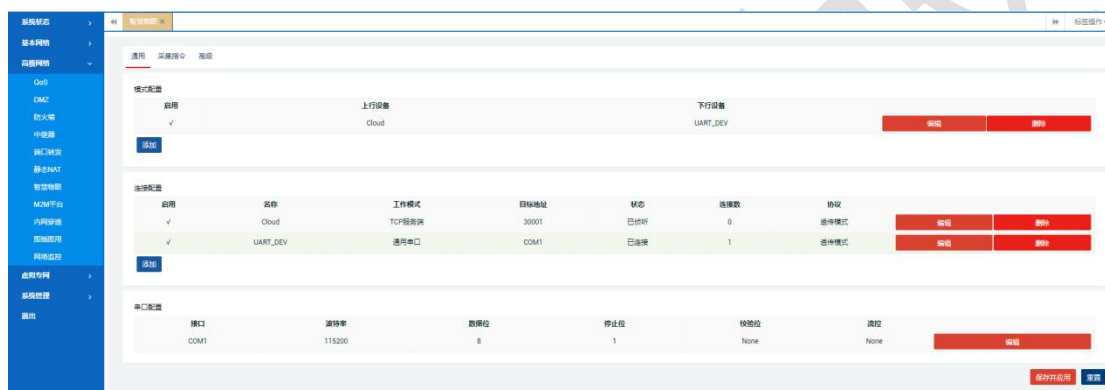 系统状态
智慧物联
标签操作
基本网络
高级网络
通用 采集指令 高级
QoS
DMZ
防火墙
中继器
端口转发
静态NAT
智慧物联
M2M平台
内网穿透
网络监控
虚拟专网
系统管理
退出
模式配置
启用 上行设备 下行设备
√ Cloud UART_DEV 编辑 删除
添加
连接配置
启用 名称 工作模式 目标地址 状态 连接数 协议
√ Cloud TCP服务端 30001 已侦听 0 透传模式 编辑 删除
√ UART_DEV 通用串口 COM1 已连接 1 透传模式 编辑 删除
添加
串口配置
接口 波特率 数据位 停止位 校验位 流控
COM1 115200 8 1 None None 编辑
保存并应用 重置